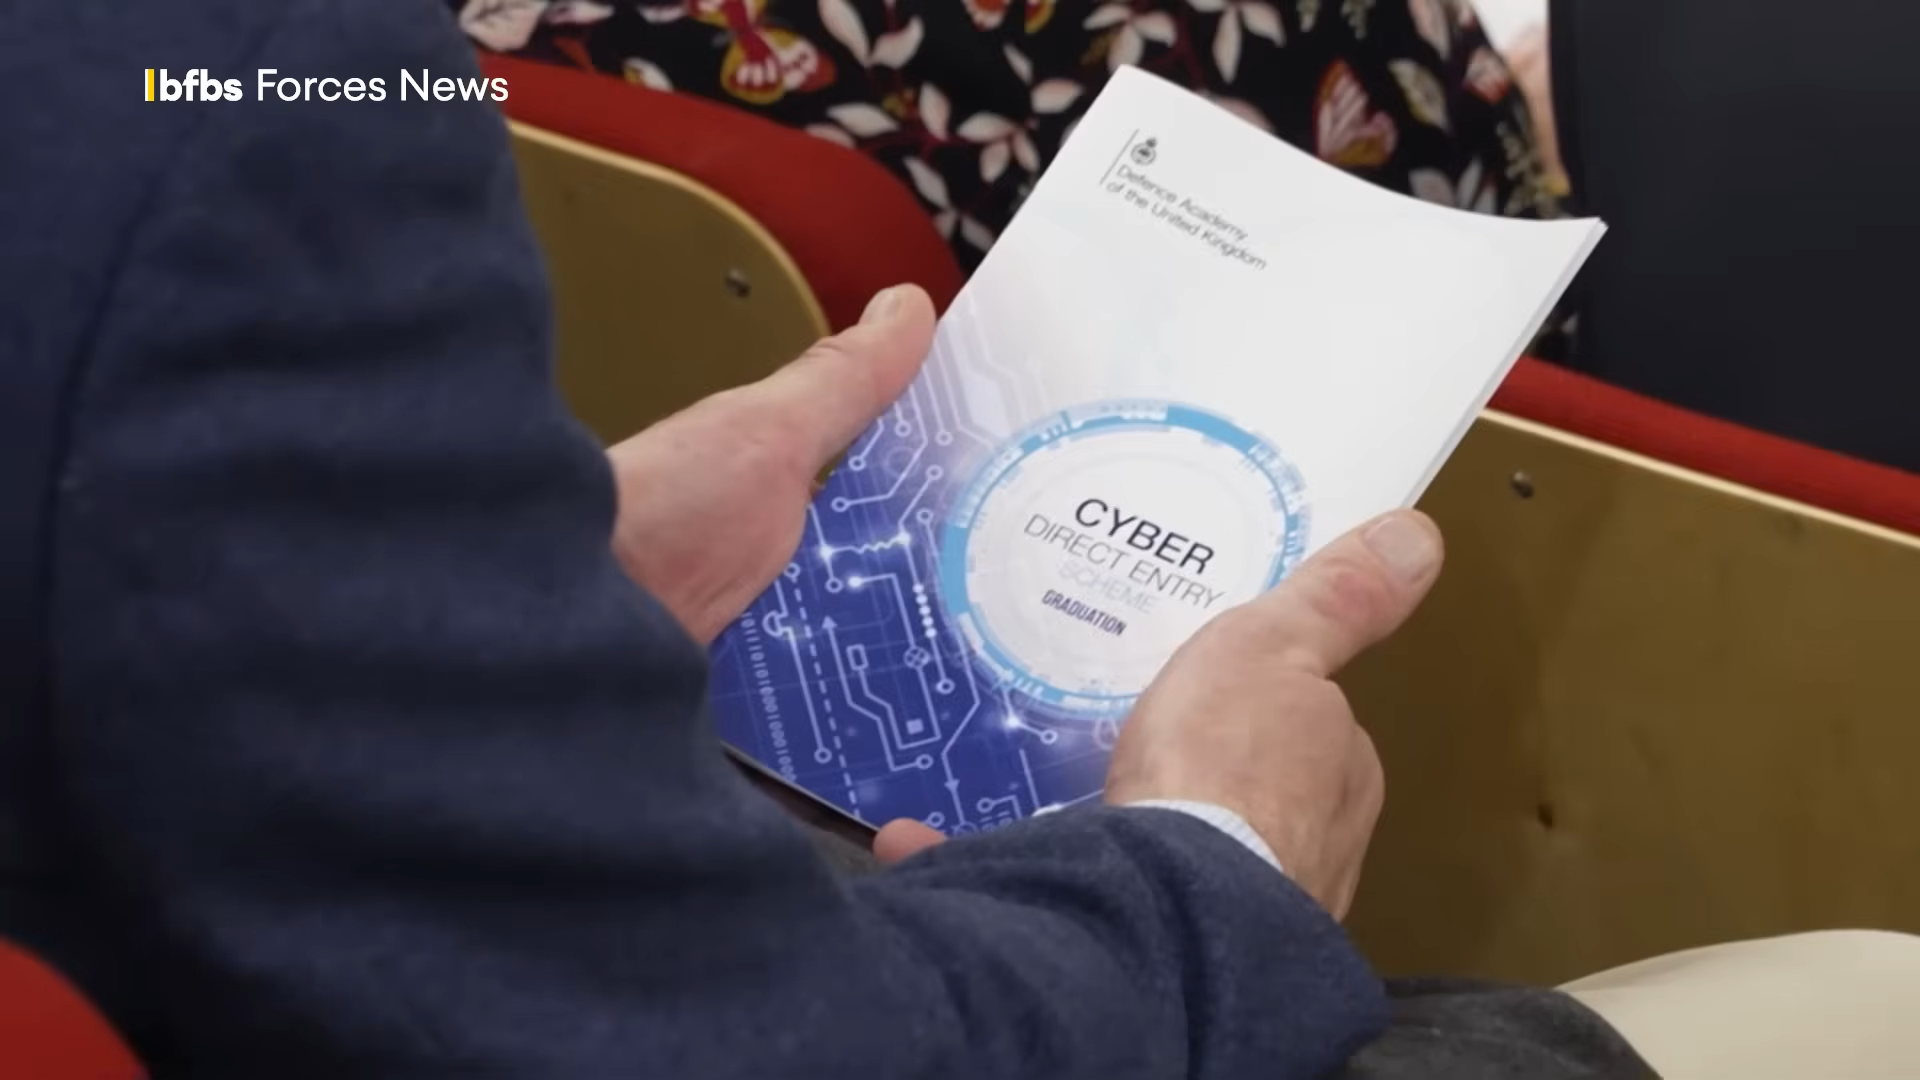 bfbs Forces News
Defence Academy
of the United Kingdom
CYBER
DIRECT ENTRY
SCHEME
GRADUATION